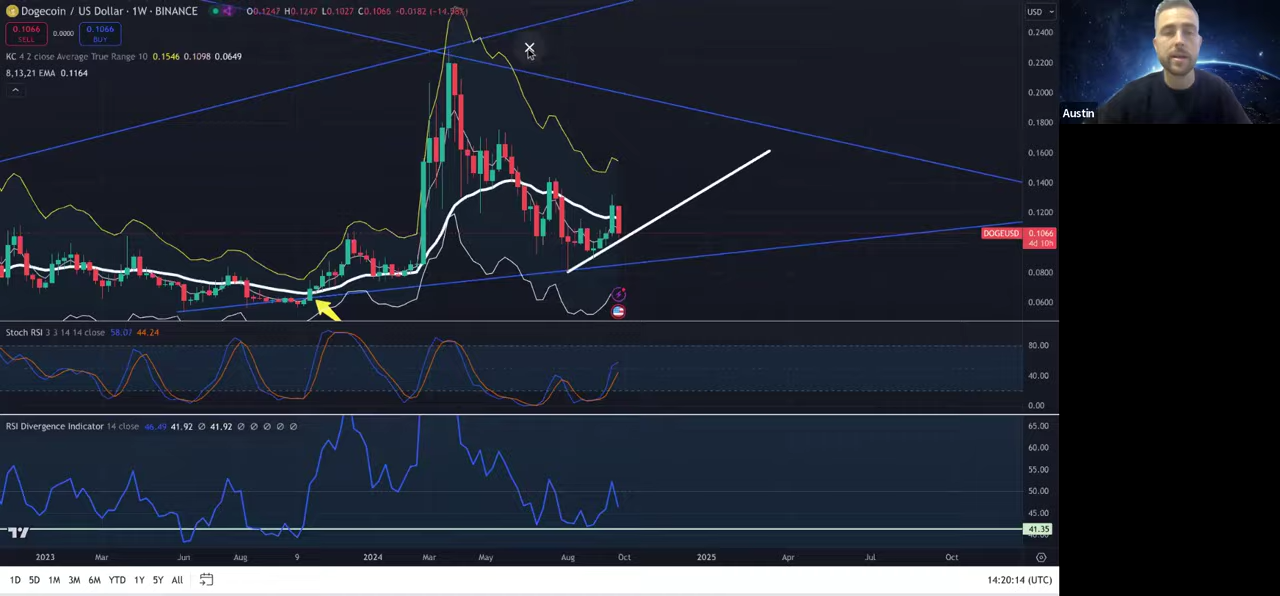 Dogecoin / US Dollar · 1W · BINANCE O0.1247 H0.1247 L0.1027 C0.1066 -0.0182 (-14.58%)
0.1066 SELL 0.0000 0.1066 BUY
KC 4 2 close Average True Range 10 0.1546 0.1098 0.0649
8,13,21 EMA 0.1164
USD
0.2400
0.2200
0.2000
0.1800
0.1600
0.1400
0.1200
DOGEUSD 0.1066
4d 10h
0.0800
0.0600
Stoch RSI 3 3 14 14 close 58.07 44.24
80.00
40.00
0.00
RSI Divergence Indicator 14 close 46.49 41.92 Ø 41.92 Ø Ø Ø Ø Ø
65.00
60.00
55.00
50.00
45.00
41.35
2023 Mar Jun Aug 9 2024 Mar May Aug Oct 2025 Apr Jul Oct
1D 5D 1M 3M 6M YTD 1Y 5Y All 14:20:14 (UTC)
Austin